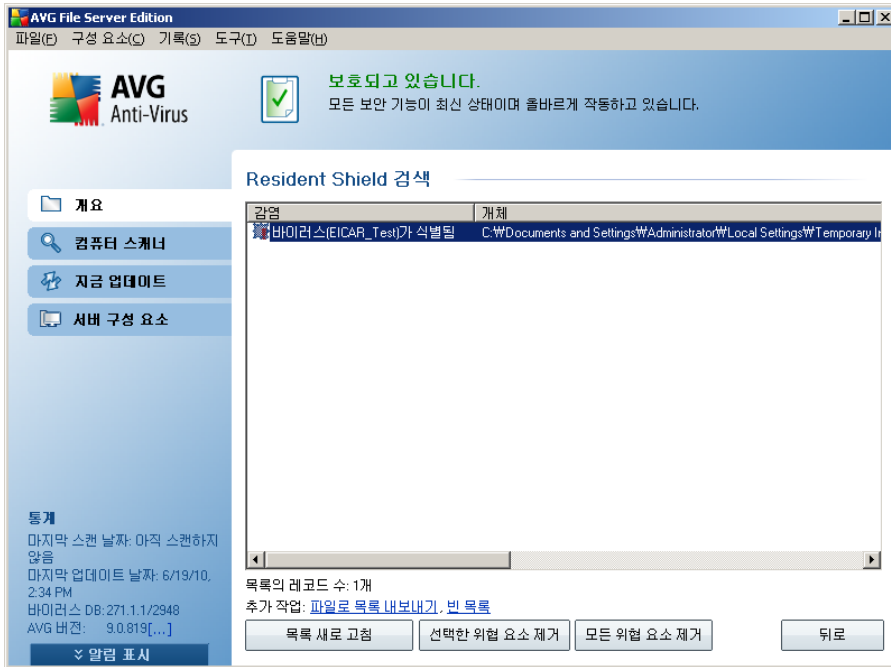 AVG File Server Edition
파일(F) 구성 요소(C) 기록(S) 도구(T) 도움말(H)
AVG
Anti-Virus
보호되고 있습니다.
모든 보안 기능이 최신 상태이며 올바르게 작동하고 있습니다.
개요
컴퓨터 스캐너
지금 업데이트
서버 구성 요소
통계
마지막 스캔 날짜: 아직 스캔하지
않음
마지막 업데이트 날짜: 6/19/10,
2:34 PM
바이러스 DB: 271.1.1/2948
AVG 버전: 9.0.819[...]
알림 표시
Resident Shield 검색
감염 개체
바이러스(EICAR_Test)가 식별됨 C:₩Documents and Settings₩Administrator₩Local Settings₩Temporary In
목록의 레코드 수: 1개
추가 작업: 파일로 목록 내보내기, 빈 목록
목록 새로 고침 선택한 위협 요소 제거 모든 위협 요소 제거 뒤로